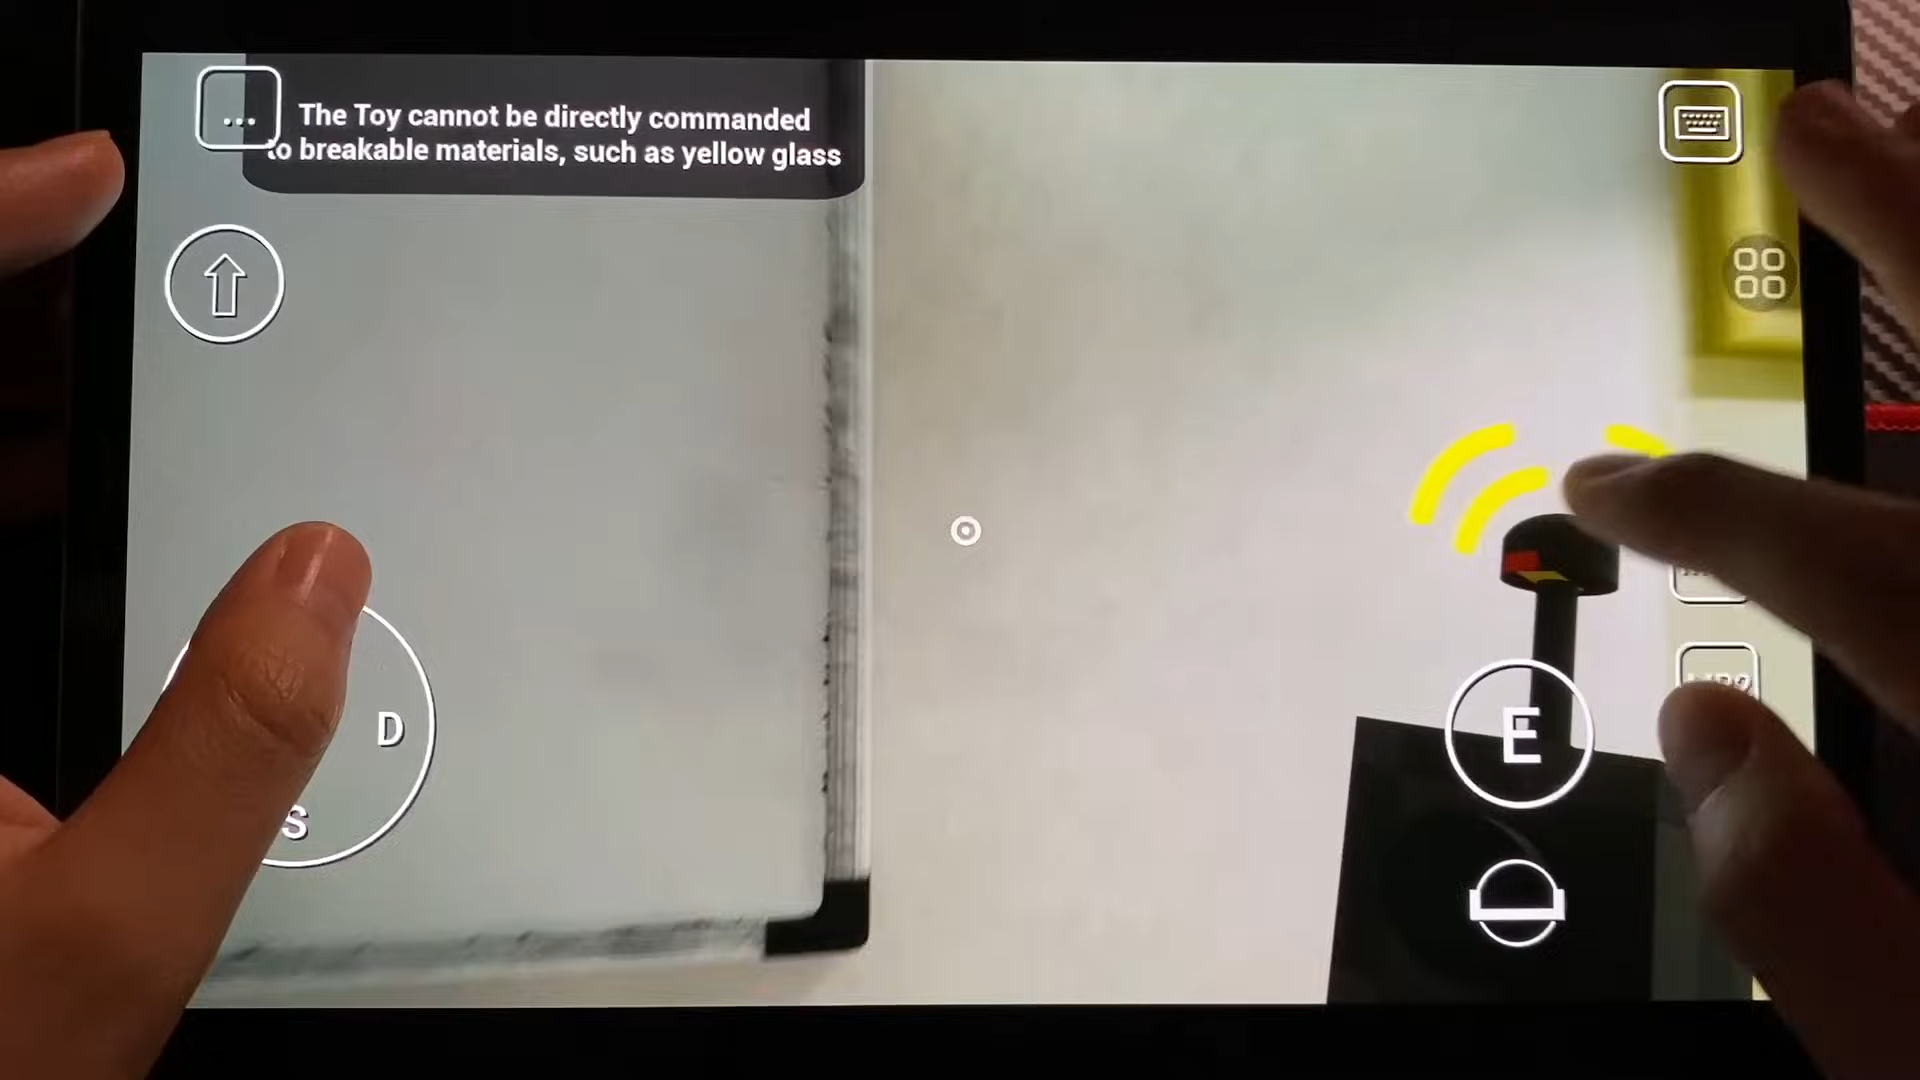 ...
The Toy cannot be directly commanded
to breakable materials, such as yellow glass
D
E
S